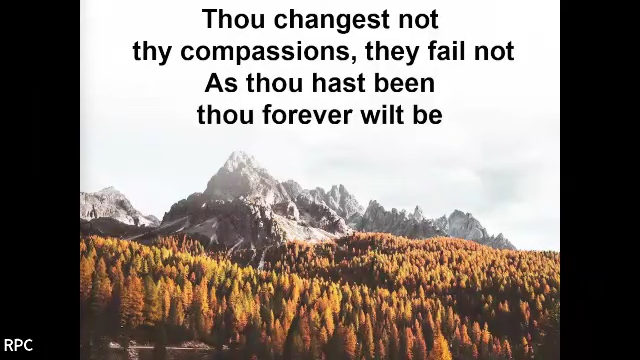 Thou changest not
thy compassions, they fail not
As thou hast been
thou forever wilt be
RPC